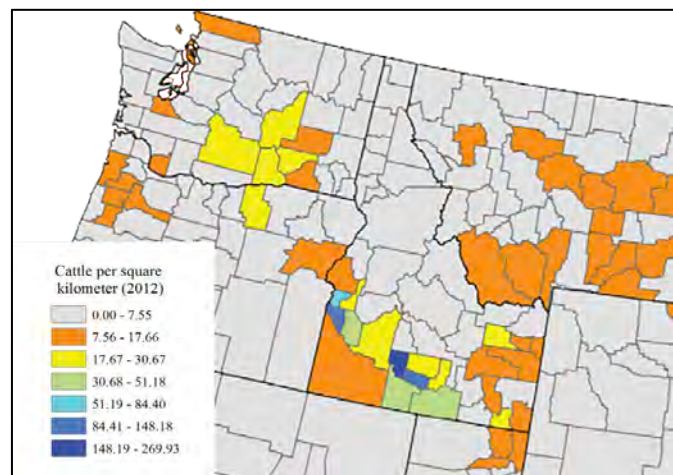 Cattle per square
kilometer (2012)
0.00 - 7.55
7.56 - 17.66
17.67 - 30.67
30.68 - 51.18
51.19 - 84.40
84.41 - 148.18
148.19 - 269.93